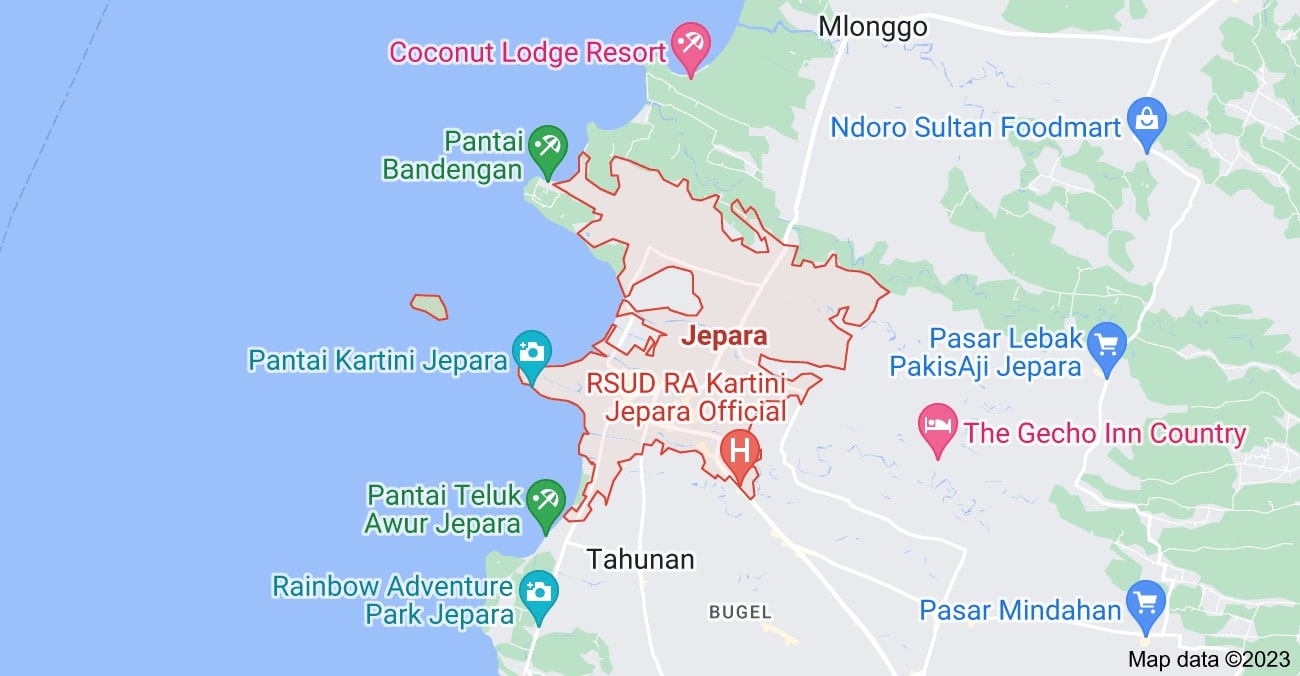 Mlonggo
Coconut Lodge Resort
Ndoro Sultan Foodmart
Pantai
Bandengan
Jepara
Pasar Lebak
PakisAji Jepara
Pantai Kartini Jepara
RSUD RA Kartini
Jepara Official
H
The Gecho Inn Country
Pantai Teluk
Awur Jepara
Tahunan
Rainbow Adventure
Park Jepara
BUGEL
Pasar Mindahan
Map data ©2023